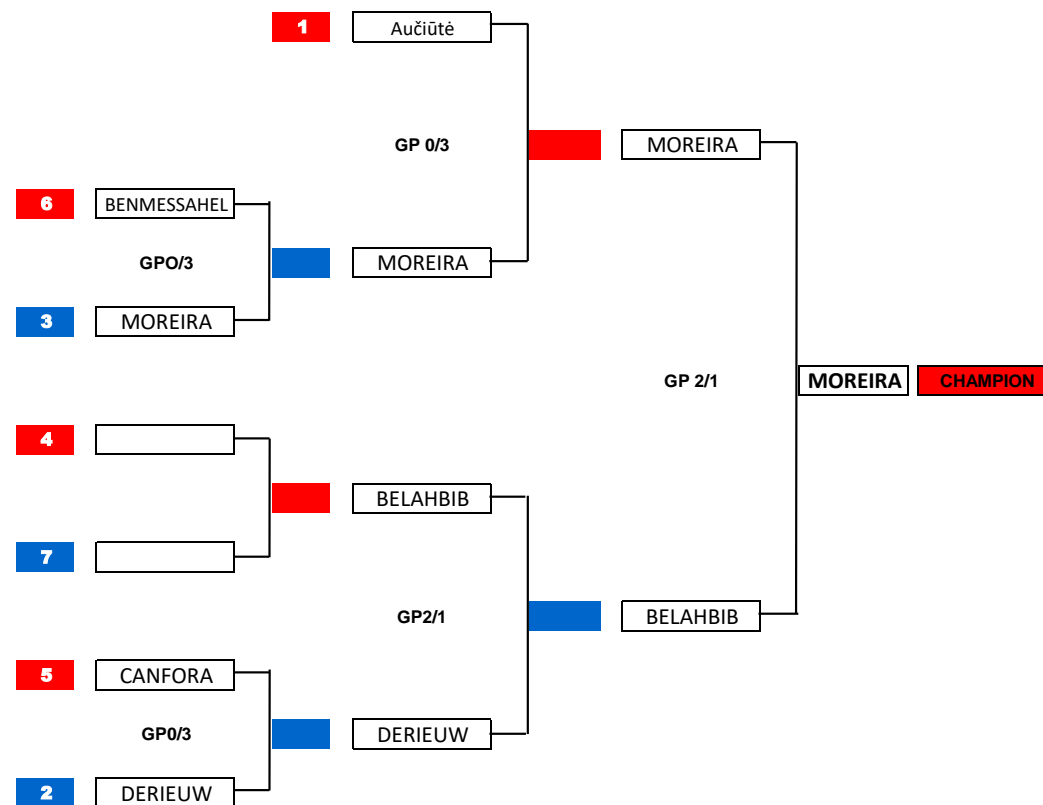 1 Aučiūtė
GP 0/3
MOREIRA
6 BENMESSAHEL
GPO/3
MOREIRA
3 MOREIRA
GP 2/1
MOREIRA CHAMPION
4
BELAHBIB
7
GP2/1
BELAHBIB
5 CANFORA
GP0/3
DERIEUW
2 DERIEUW